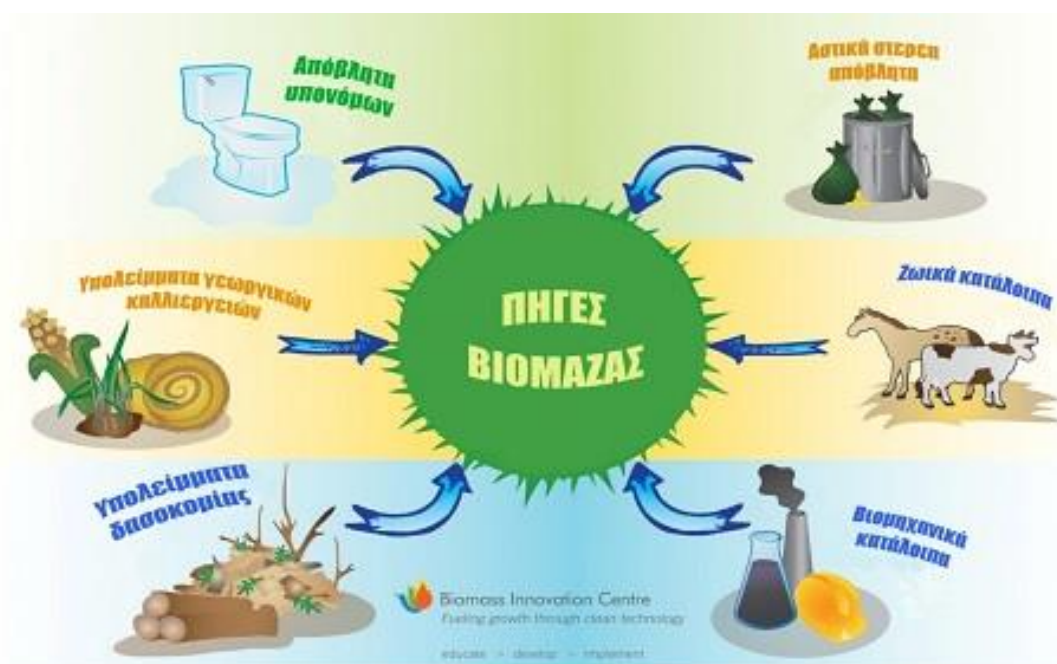 Απόβλητα
υπονόμων
Αστικά στερεα
απόβλητα
Υπολείμματα γεωργικών
καλλιεργειών
ΠΗΓΕΣ
ΒΙΟΜΑΖΑΣ
Ζωικά κατάλοιπα
Υπολείμματα
δασοκομίας
Βιομηχανικά
κατάλοιπα
Biomass Innovation Centre
Fueling growth through clean technology
educate - develop - implement